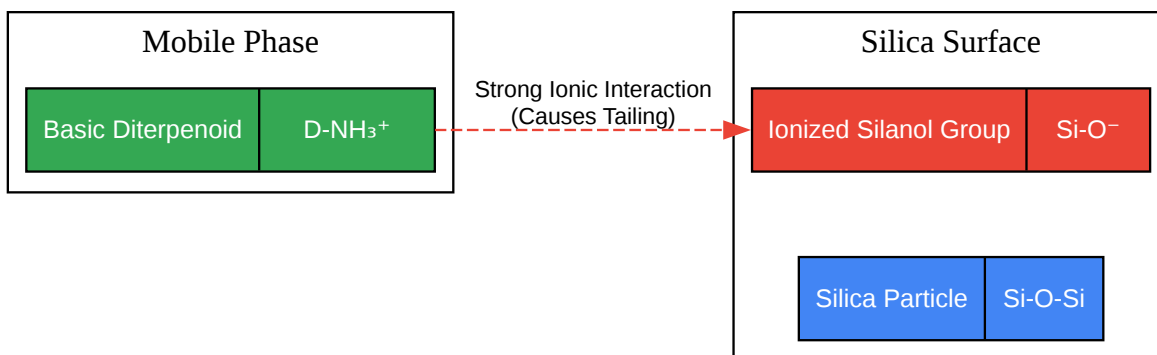 Mobile Phase
Basic Diterpenoid
D-NH₃⁺
Strong Ionic Interaction
(Causes Tailing)
Silica Surface
Ionized Silanol Group
Si-O⁻
Silica Particle
Si-O-Si